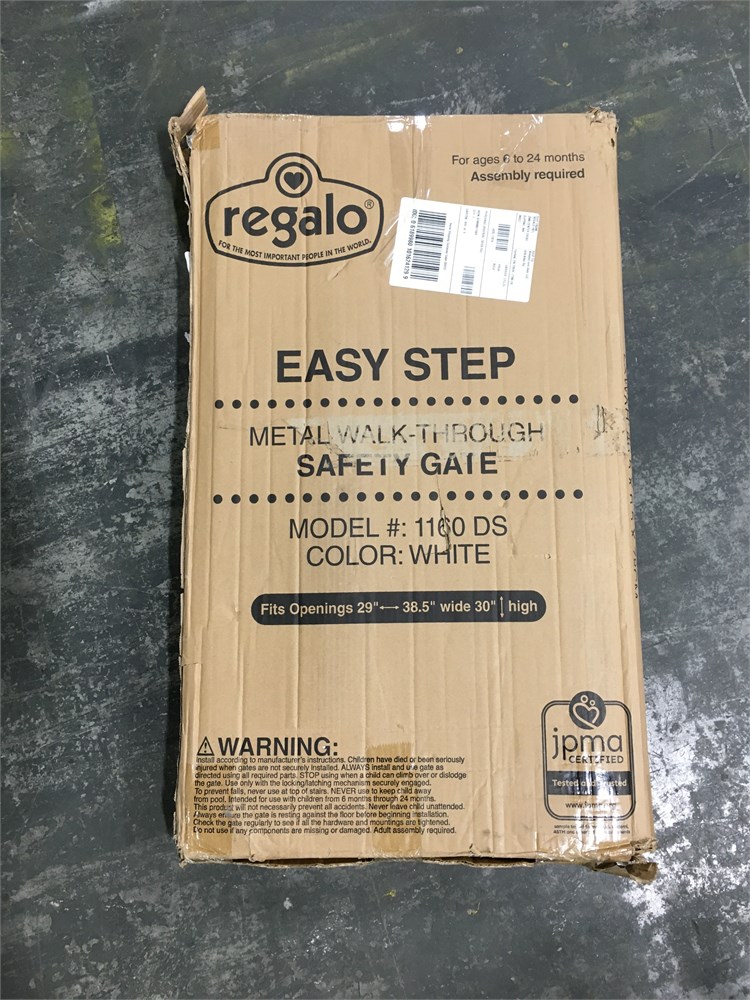 For ages 6 to 24 months
Assembly required
regalo®
FOR THE MOST IMPORTANT PEOPLE IN THE WORLD.
EASY STEP
METAL WALK-THROUGH
SAFETY GATE
MODEL #: 1160 DS
COLOR: WHITE
Fits Openings 29"↔38.5" wide 30"↕high
WARNING:
Install according to manufacturer's instructions. Children have died or been seriously
injured when gates are not securely installed. ALWAYS install and use gate as
directed using all required parts. STOP using when a child can climb over or dislodge
the gate. Use only with the locking/latching mechanism securely engaged.
To prevent falls, never use at top of stairs. NEVER use to keep child away
from pool. Intended for use with children from 6 months through 24 months.
This product will not necessarily prevent all accidents. Never leave child unattended.
Always ensure the gate is resting against the floor before beginning installation.
Check the gate regularly to see if all the hardware and mountings are tightened.
Do not use if any components are missing or damaged. Adult assembly required.
jpma
CERTIFIED
Tested